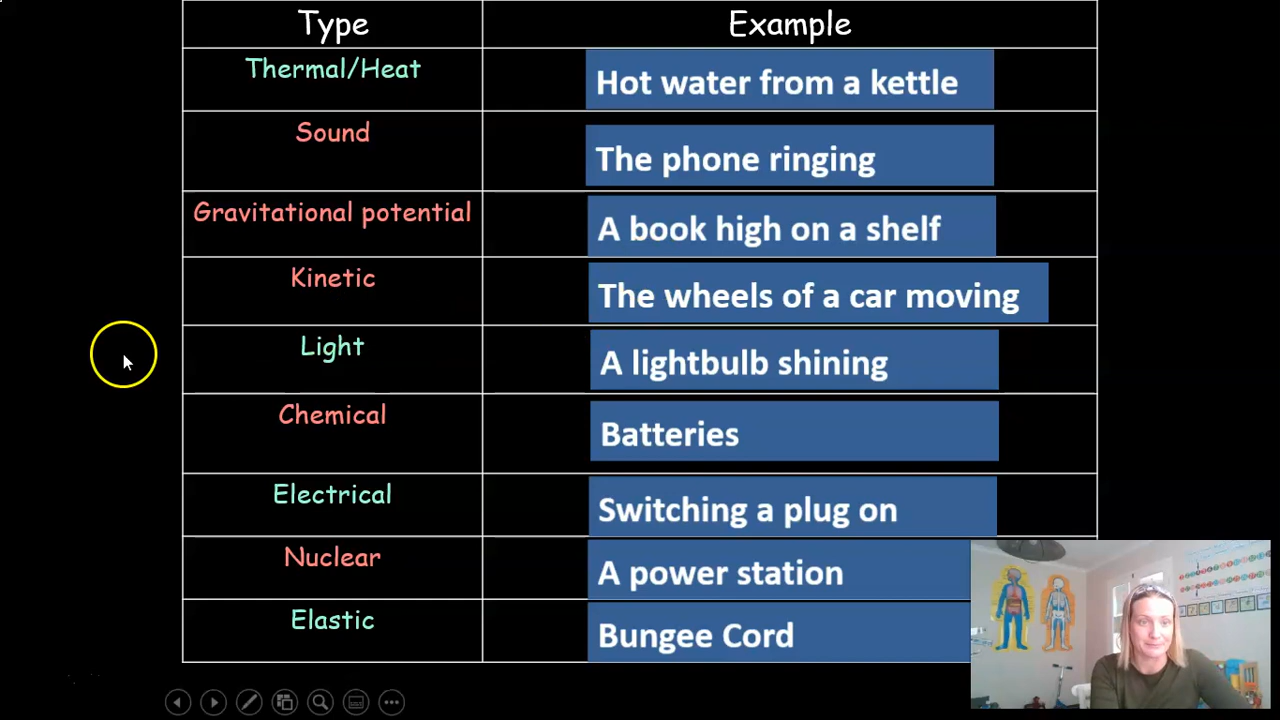 Type Example
Thermal/Heat Hot water from a kettle
Sound The phone ringing
Gravitational potential A book high on a shelf
Kinetic The wheels of a car moving
Light A lightbulb shining
Chemical Batteries
Electrical Switching a plug on
Nuclear A power station
Elastic Bungee Cord